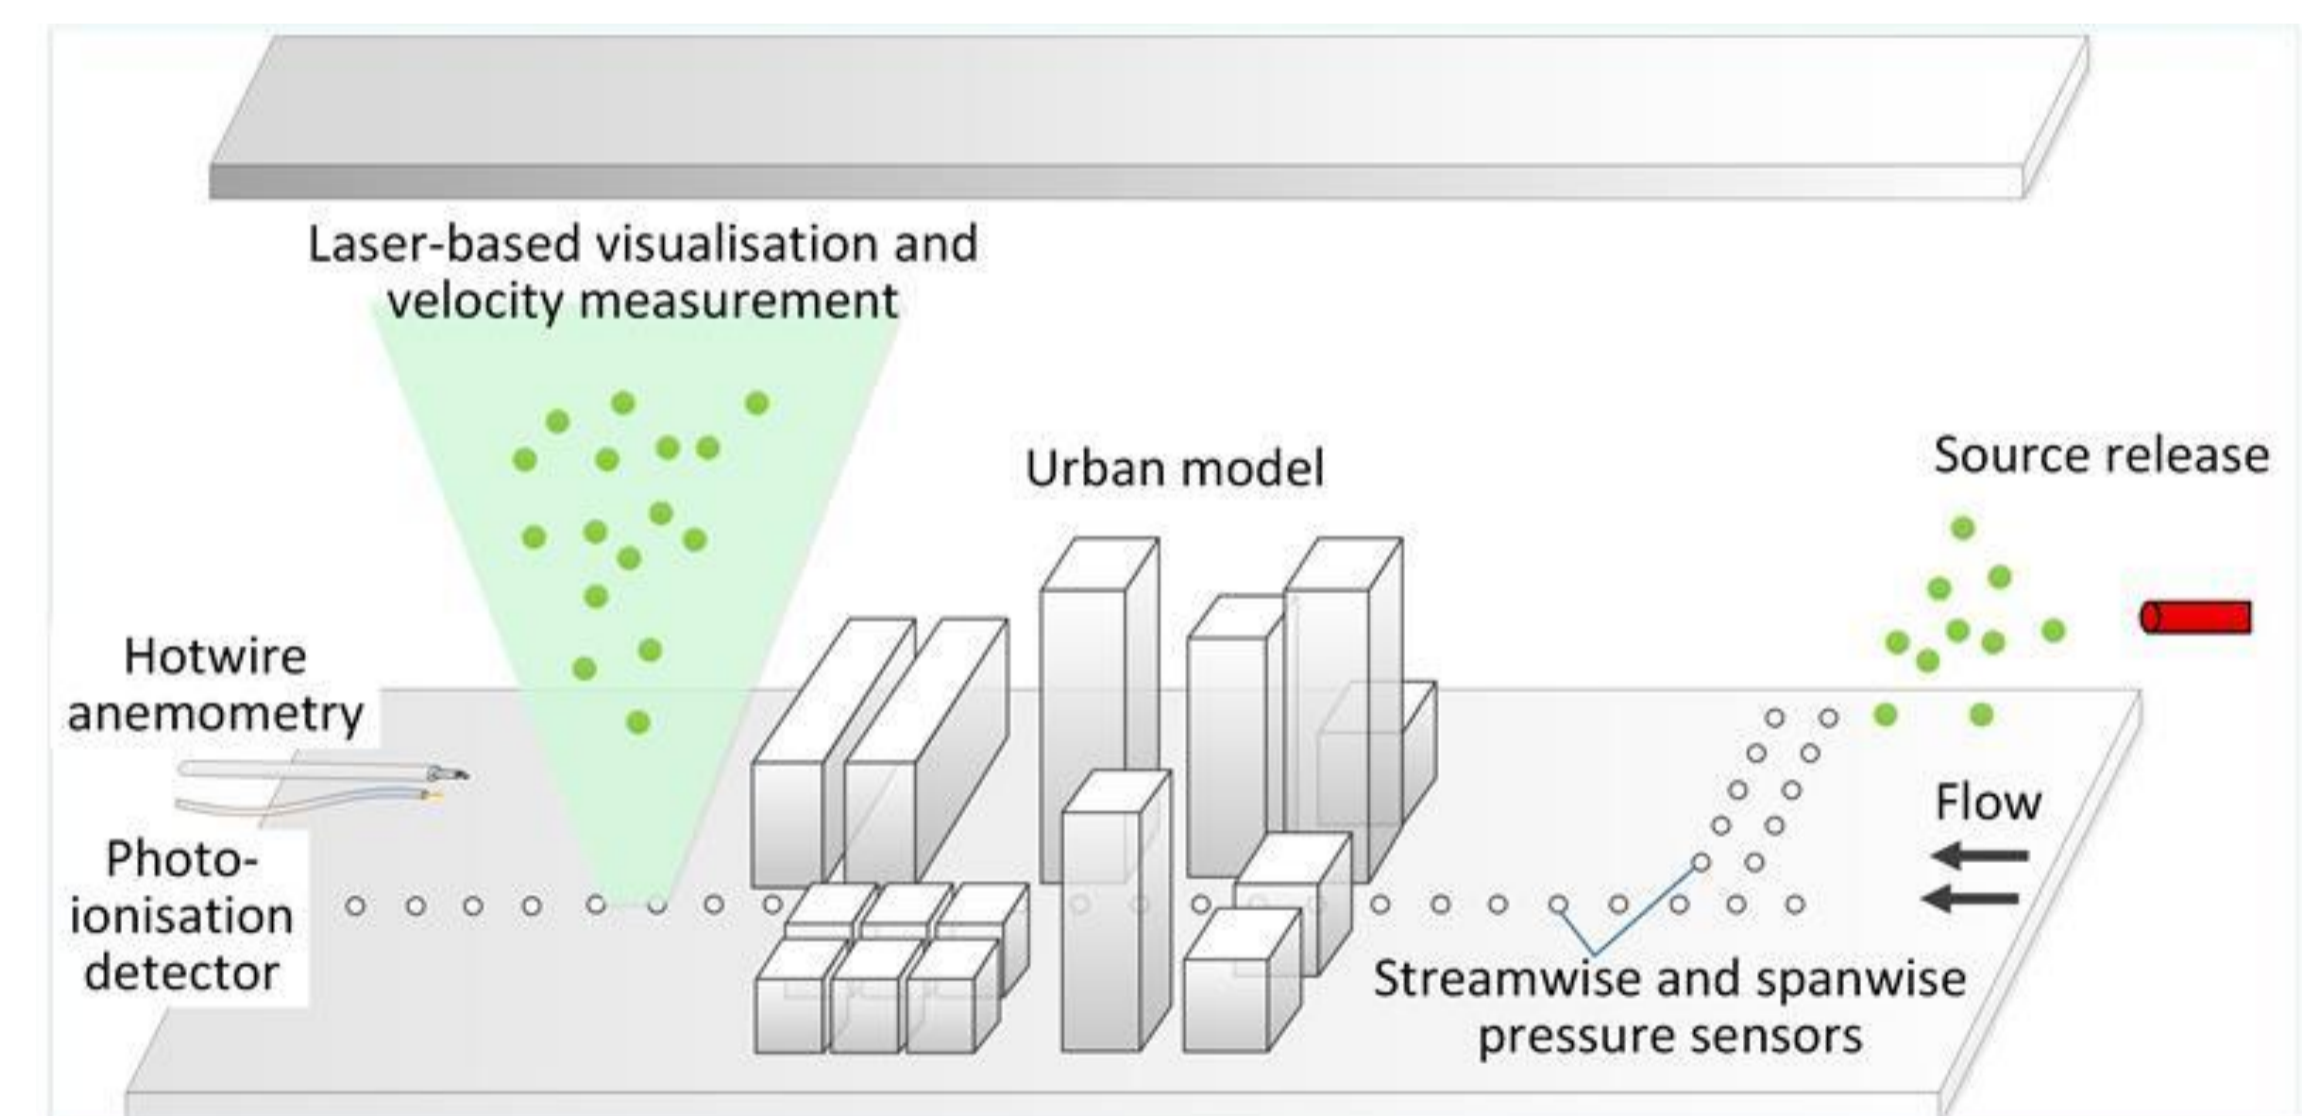 Laser-based visualisation and
velocity measurement
Urban model
Source release
Hotwire
anemometry
Flow
Photo-
ionisation
detector
Streamwise and spanwise
pressure sensors